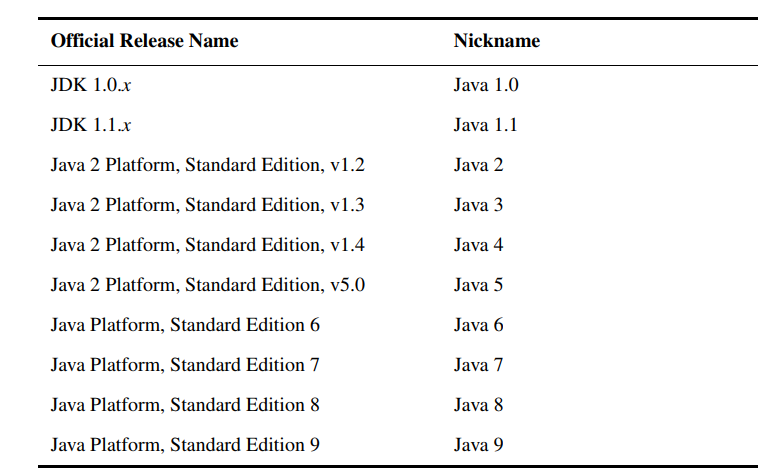 Official Release Name Nickname
JDK 1.0.x Java 1.0
JDK 1.1.x Java 1.1
Java 2 Platform, Standard Edition, v1.2 Java 2
Java 2 Platform, Standard Edition, v1.3 Java 3
Java 2 Platform, Standard Edition, v1.4 Java 4
Java 2 Platform, Standard Edition, v5.0 Java 5
Java Platform, Standard Edition 6 Java 6
Java Platform, Standard Edition 7 Java 7
Java Platform, Standard Edition 8 Java 8
Java Platform, Standard Edition 9 Java 9